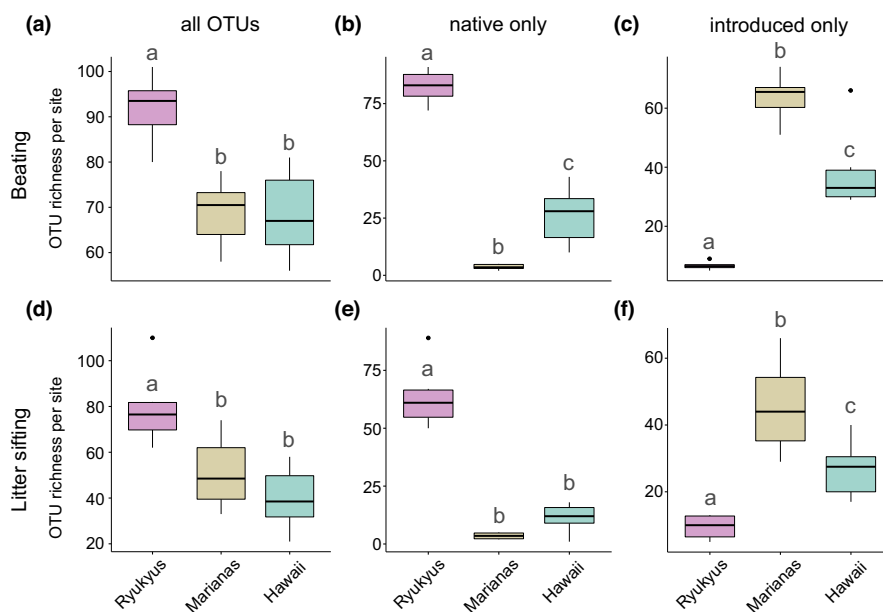 (a) all OTUs (b) native only (c) introduced only
Beating
OTU richness per site
100
90
80
70
60
a
b
b
75
50
25
0
a
b
c
60
40
20
a
b
c
(d) (e) (f)
Litter sifting
OTU richness per site
100
80
60
40
20
a
b
b
75
50
25
0
a
b
b
60
40
20
a
b
c
Ryukyus Marianas Hawaii Ryukyus Marianas Hawaii Ryukyus Marianas Hawaii